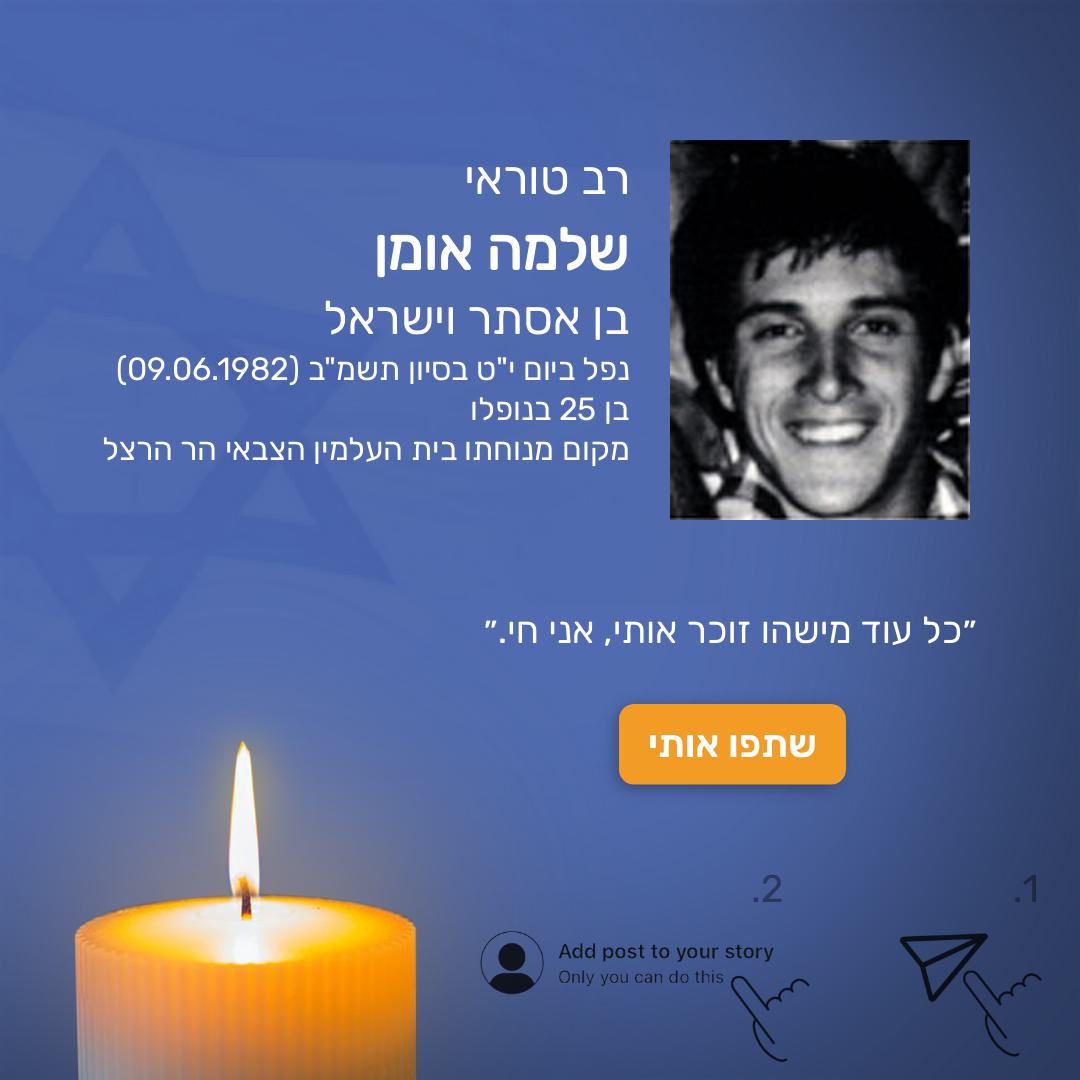 רב טוראי
שלמה אומן
בן אסתר וישראל
נפל ביום י"ט בסיון תשמ"ב (09.06.1982)
בן 25 בנופלו
מקום מנוחתו בית העלמין הצבאי הר הרצל
״כל עוד מישהו זוכר אותי, אני חי.״
שתפו אותי
1.
2.
Add post to your story
Only you can do this